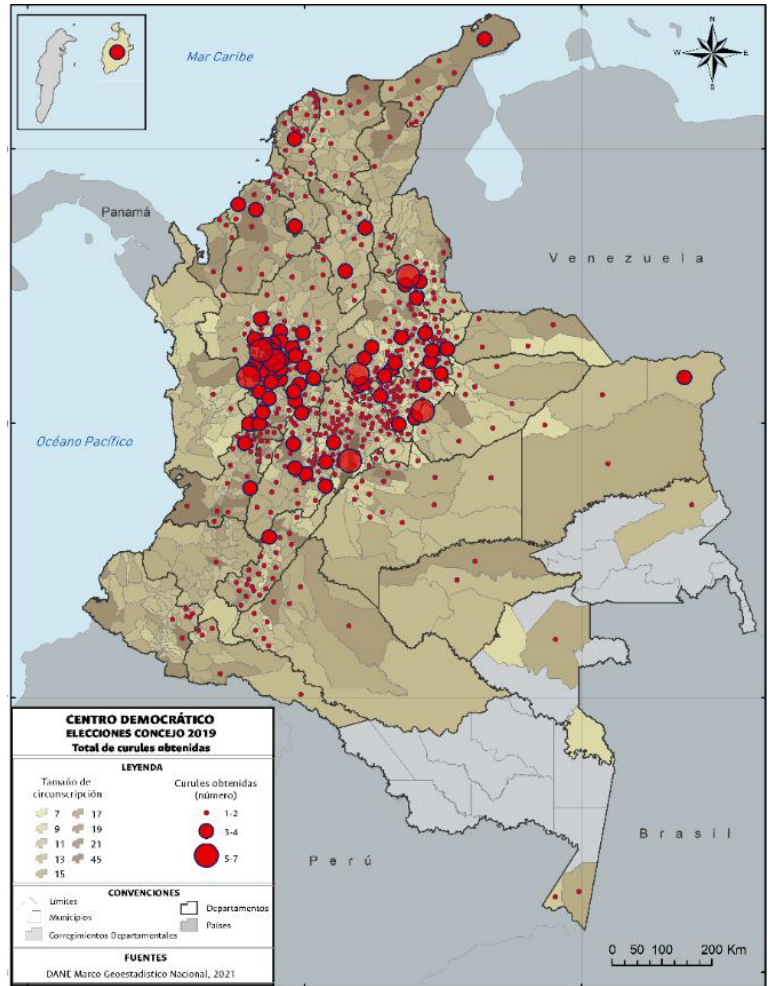 Mar Caribe
N
W E
S
Panamá
Venezuela
Océano Pacífico
Perú
Brasil
CENTRO DEMOCRÁTICO
ELECCIONES CONCEJO 2019
Total de curules obtenidas
LEYENDA
Tamaño de circunscripción
7 17
9 19
11 21
13 45
15
Curules obtenidas
(número)
1-2
3-4
5-7
CONVENCIONES
Límites
Municipios
Corregimientos Departamentales
Departamentos
Países
FUENTES
DANE Marco Geoestadistico Nacional, 2021
0 50 100 200 Km